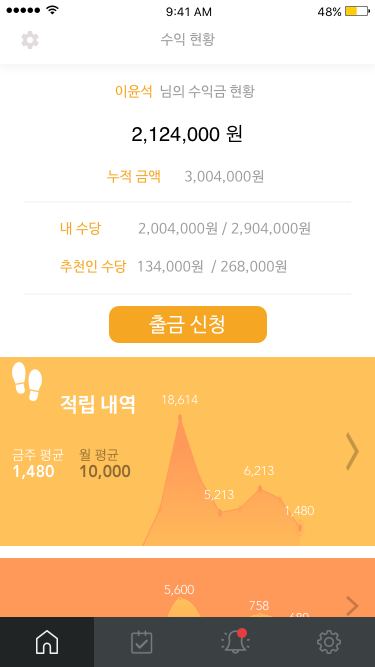 9:41 AM
48%
수익 현황
이윤석 님의 수익금 현황
2,124,000 원
누적 금액 3,004,000원
내 수당 2,004,000원 / 2,904,000원
추천인 수당 134,000원 / 268,000원
출금 신청
적립 내역
18,614
금주 평균 월 평균
1,480 10,000
6,213
5,213
1,480
5,600
758